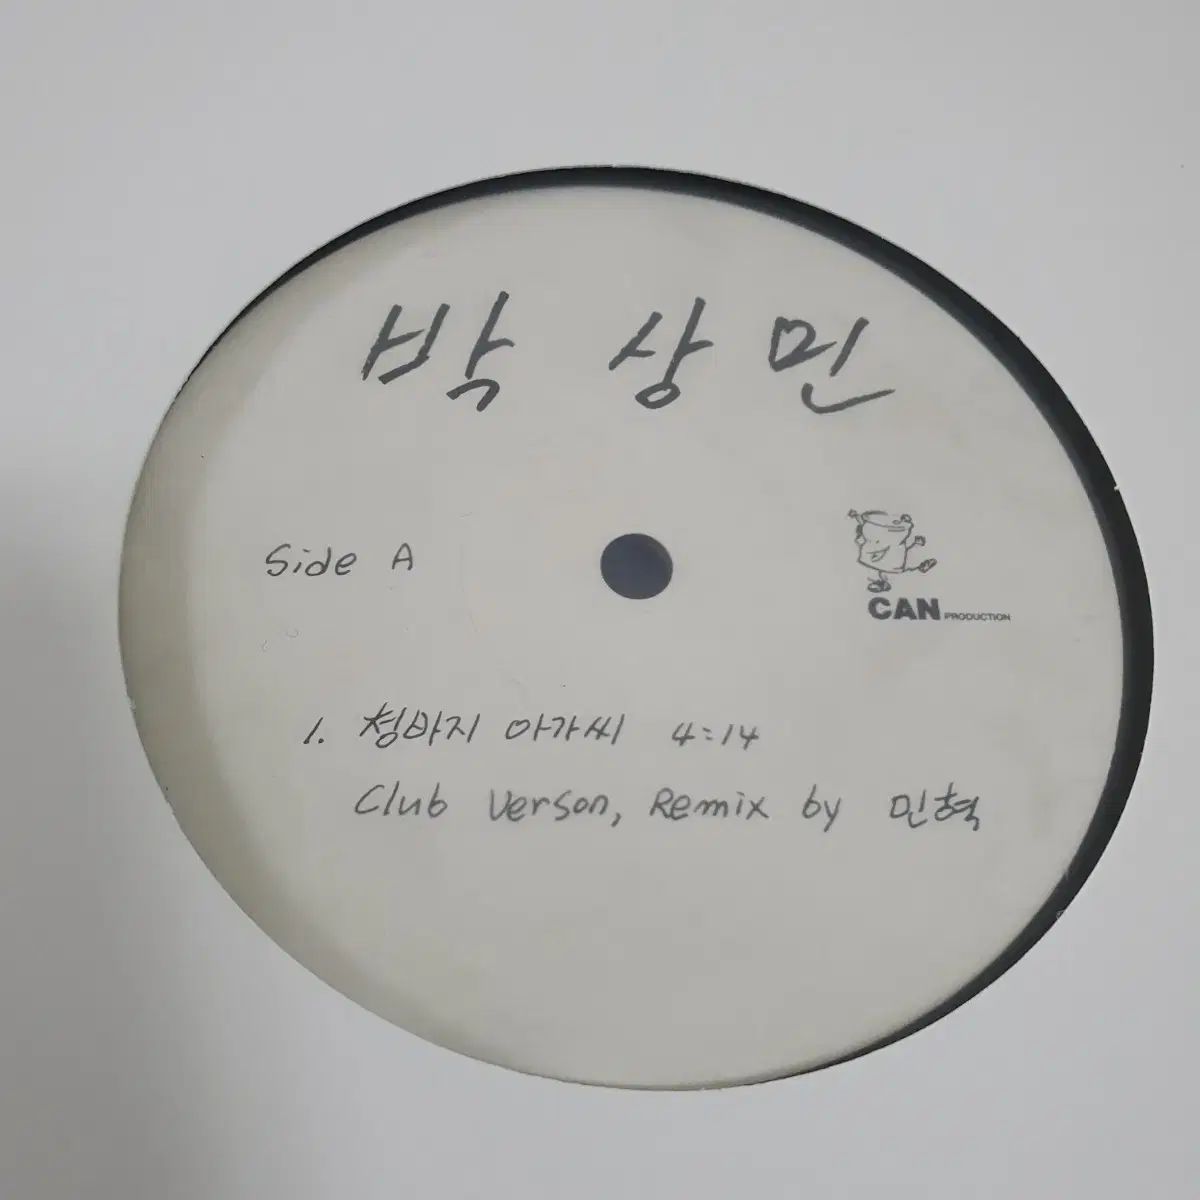 박 상 민
Side A
CAN PRODUCTION
1. 청바지 아가씨 4:14
Club Verson, Remix by 민혁